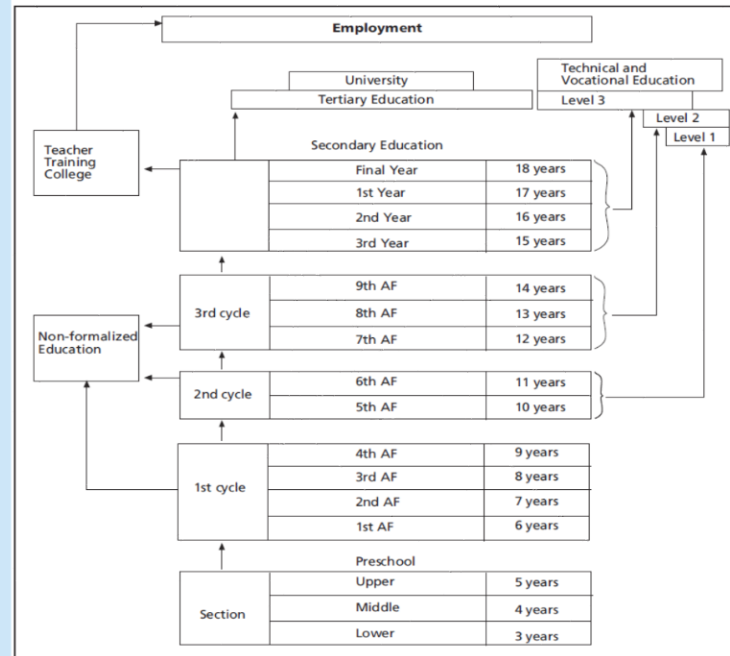 Employment
University
Tertiary Education
Technical and
Vocational Education
Level 3
Level 2
Level 1
Teacher
Training
College
Secondary Education
Final Year 18 years
1st Year 17 years
2nd Year 16 years
3rd Year 15 years
3rd cycle
9th AF 14 years
8th AF 13 years
7th AF 12 years
Non-formalized
Education
2nd cycle
6th AF 11 years
5th AF 10 years
1st cycle
4th AF 9 years
3rd AF 8 years
2nd AF 7 years
1st AF 6 years
Preschool
Section
Upper 5 years
Middle 4 years
Lower 3 years